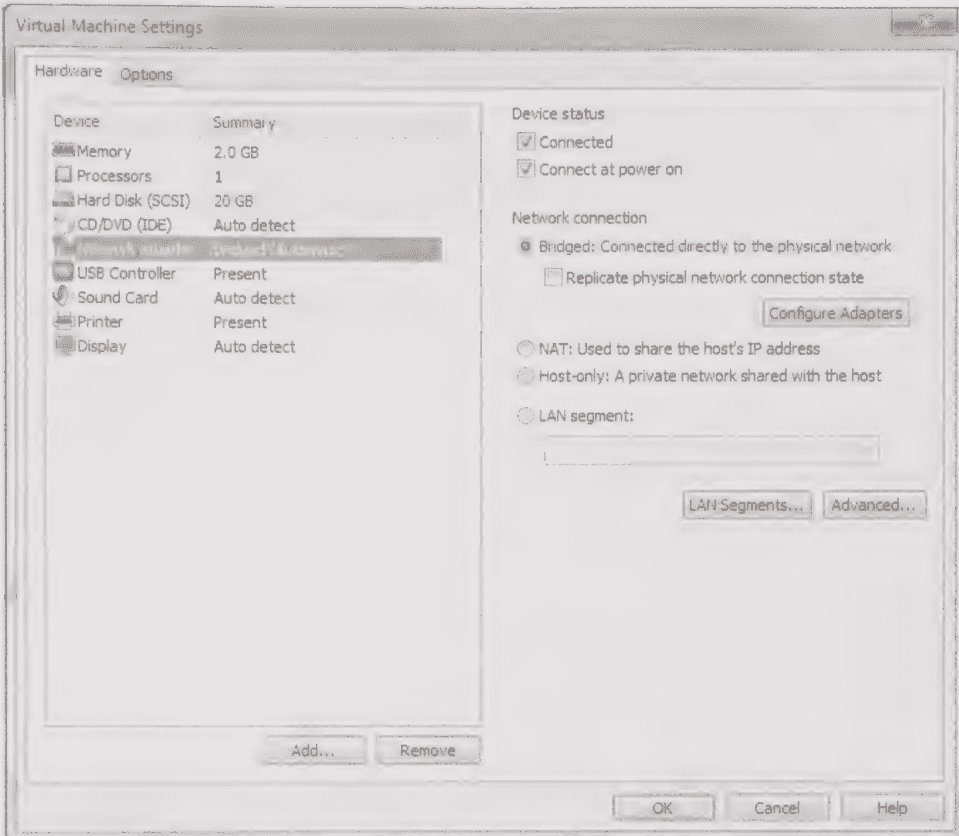 Virtual Machine Settings
Hardware Options
Device Summary
Memory 2.0 GB
Processors 1
Hard Disk (SCSI) 20 GB
CD/DVD (IDE) Auto detect
USB Controller Present
Sound Card Auto detect
Printer Present
Display Auto detect
Add... Remove
Device status
Connected
Connect at power on
Network connection
Bridged: Connected directly to the physical network
Replicate physical network connection state
Configure Adapters
NAT: Used to share the host's IP address
Host-only: A private network shared with the host
LAN segment:
LAN Segments... Advanced...
OK Cancel Help